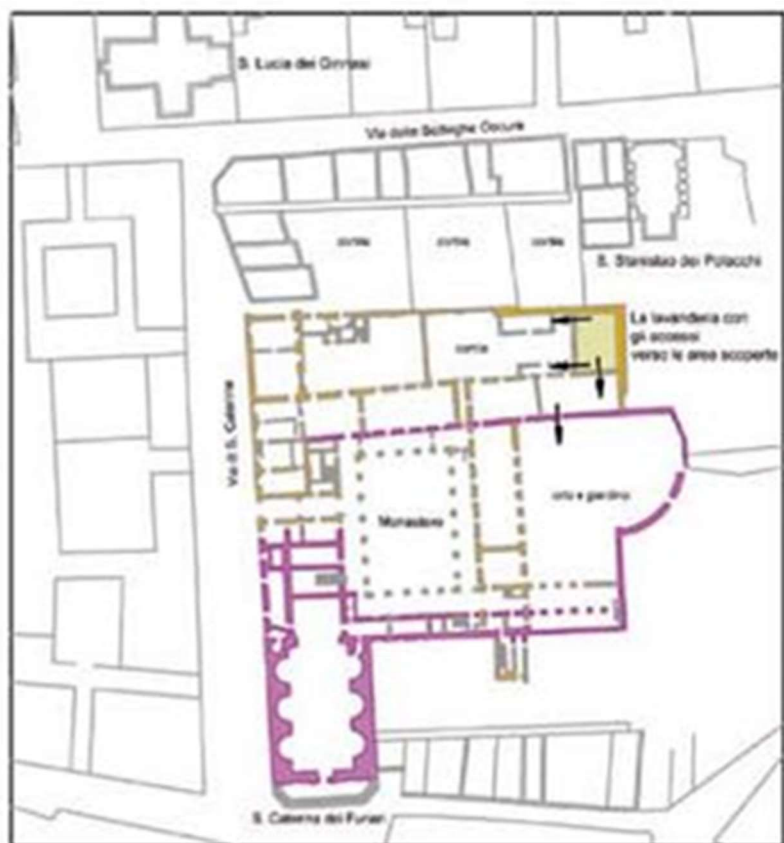 S. Lucia dei Ginnasi
Via delle Botteghe Oscure
cortile
cortile
cortile
S. Stanislao dei Polacchi
La lavanderia con
gli accessi
verso le aree scoperte
cortile
Via di S. Caterina
Monastero
orto e giardino
S. Caterina dei Funari